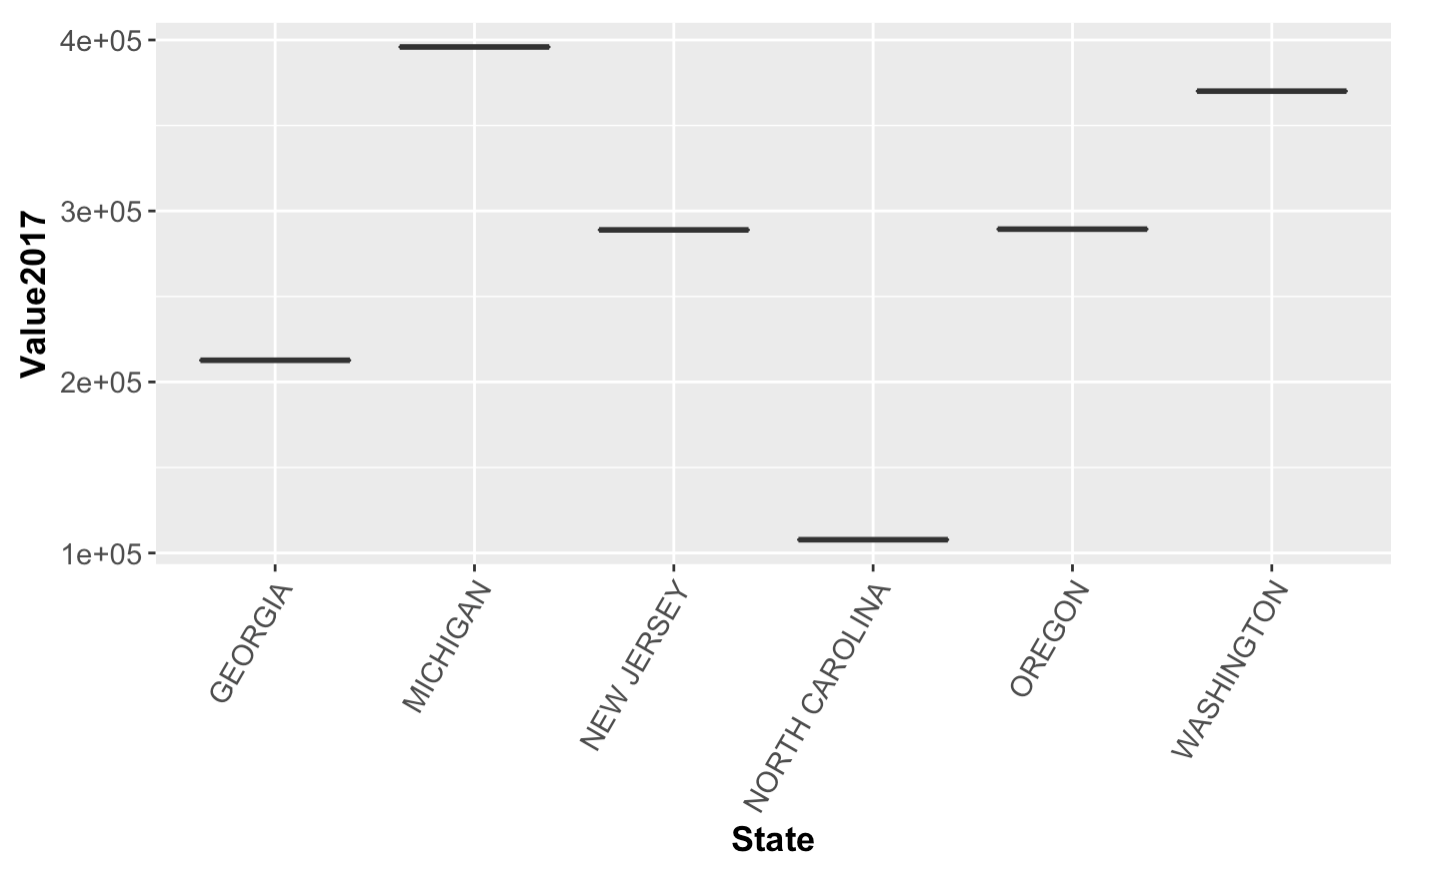 4e+05
3e+05
2e+05
1e+05
Value2017
GEORGIA
MICHIGAN
NEW JERSEY
NORTH CAROLINA
OREGON
WASHINGTON
State